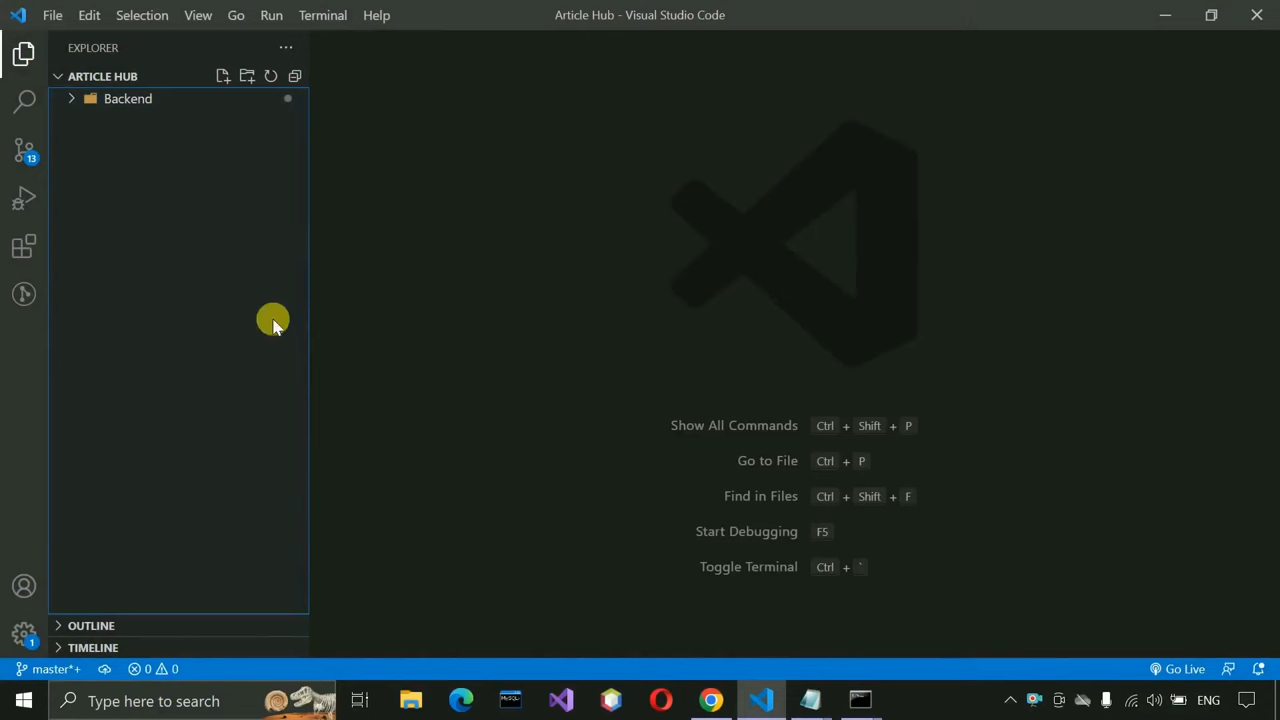 File Edit Selection View Go Run Terminal Help
Article Hub - Visual Studio Code
EXPLORER
ARTICLE HUB
Backend
13
Show All Commands Ctrl + Shift + P
Go to File Ctrl + P
Find in Files Ctrl + Shift + F
Start Debugging F5
Toggle Terminal Ctrl + `
OUTLINE
1
TIMELINE
master*+ 0 0 Go Live
Type here to search
MySQL
ENG